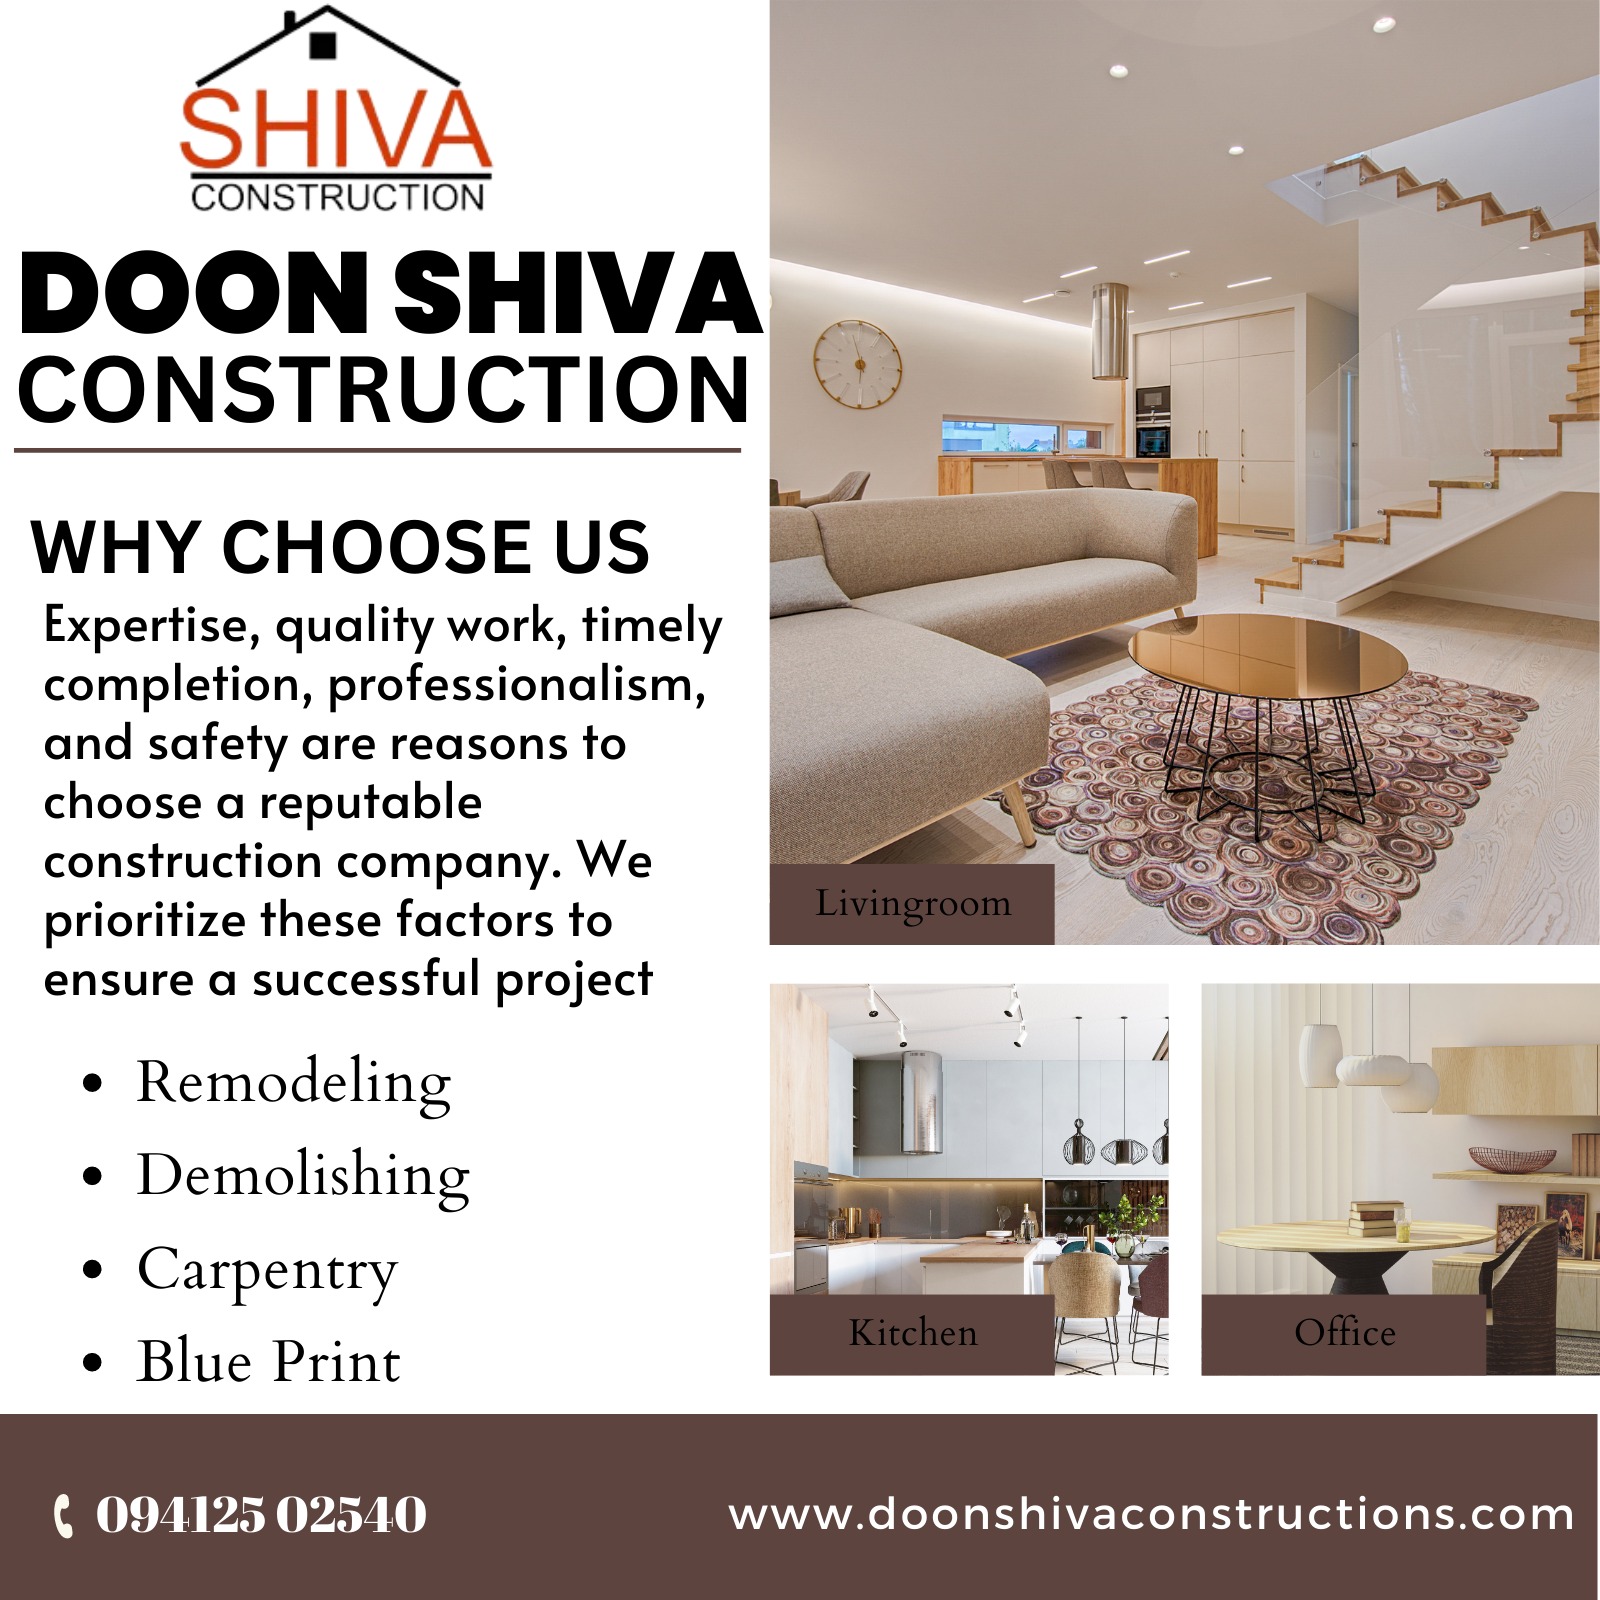 SHIVA
CONSTRUCTION
DOON SHIVA
CONSTRUCTION
WHY CHOOSE US
Expertise, quality work, timely
completion, professionalism,
and safety are reasons to
choose a reputable
construction company. We
prioritize these factors to
ensure a successful project
• Remodeling
• Demolishing
• Carpentry
• Blue Print
Livingroom
Kitchen
Office
094125 02540
www.doonshivaconstructions.com